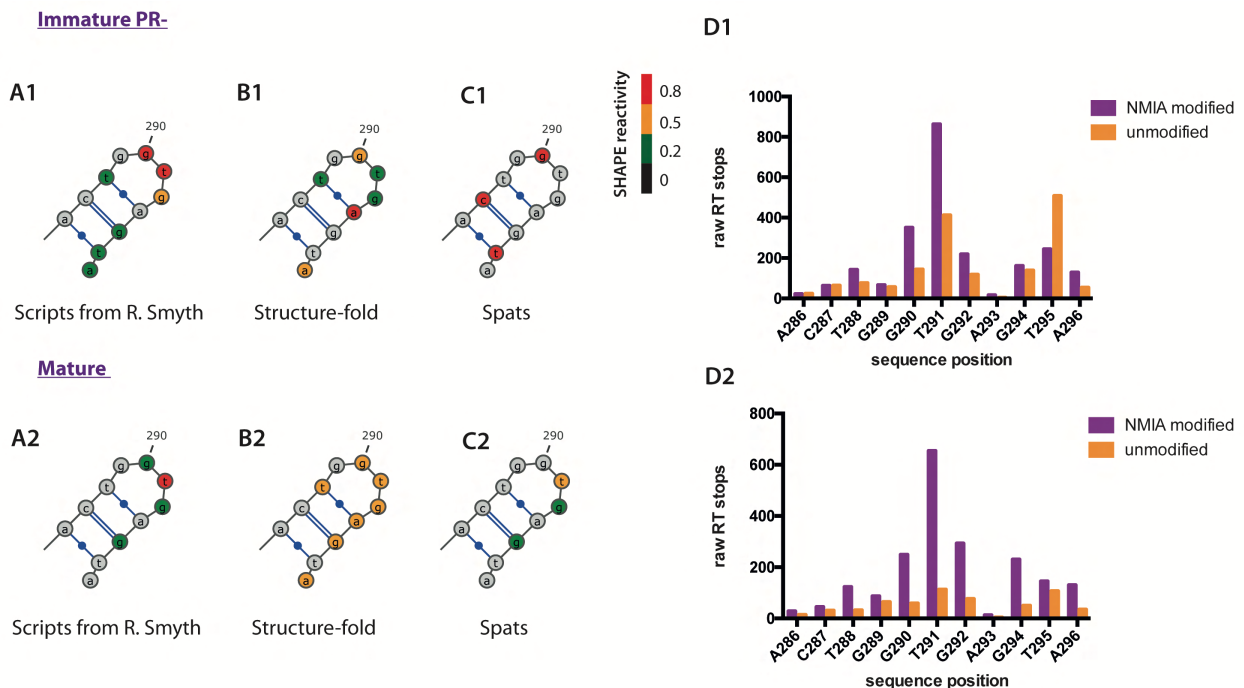 Immature PR-
A1
290
a
c
t
g
g
t
g
a
g
t
a
Scripts from R. Smyth
B1
290
a
c
t
g
g
t
g
a
g
t
a
Structure-fold
C1
290
a
c
t
g
g
t
g
a
g
t
a
Spats
SHAPE reactivity
0.8
0.5
0.2
0
D1
raw RT stops
1000
800
600
400
200
0
NMIA modified
unmodified
A286
C287
T288
G289
G290
T291
G292
A293
G294
T295
A296
sequence position
Mature
A2
290
a
c
t
g
g
t
g
a
g
t
a
Scripts from R. Smyth
B2
290
a
c
t
g
g
t
g
a
g
t
a
Structure-fold
C2
290
a
c
t
g
g
t
g
a
g
t
a
Spats
D2
raw RT stops
800
600
400
200
0
NMIA modified
unmodified
A286
C287
T288
G289
G290
T291
G292
A293
G294
T295
A296
sequence position